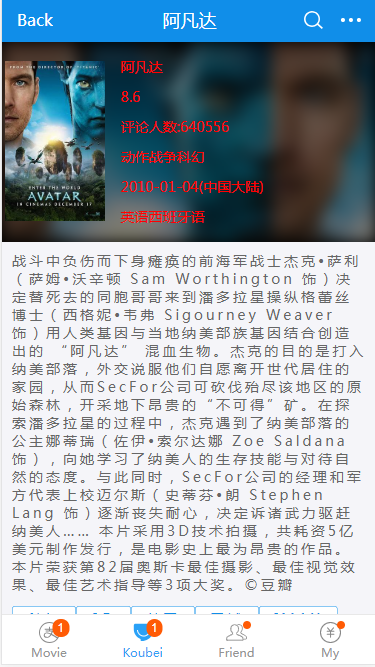 Back
阿凡达
FROM THE DIRECTOR OF TITANIC
ENTER THE WORLD
AVATAR
IN CINEMAS DECEMBER 17
阿凡达
8.6
评论人数:640556
动作战争科幻
2010-01-04(中国大陆)
英语西班牙语
战斗中负伤而下身瘫痪的前海军战士杰克•萨利
（萨姆•沃辛顿 Sam Worthington 饰）决
定替死去的同胞哥哥来到潘多拉星操纵格蕾丝
博士（西格妮•韦弗 Sigourney Weaver
饰）用人类基因与当地纳美部族基因结合创造
出的 “阿凡达” 混血生物。杰克的目的是打入
纳美部落，外交说服他们自愿离开世代居住的
家园，从而SecFor公司可砍伐殆尽该地区的原
始森林，开采地下昂贵的“不可得”矿。在探
索潘多拉星的过程中，杰克遇到了纳美部落的
公主娜蒂瑞（佐伊•索尔达娜 Zoe Saldana
饰），向她学习了纳美人的生存技能与对待自
然的态度。与此同时，SecFor公司的经理和军
方代表上校迈尔斯（史蒂芬•朗 Stephen
Lang 饰）逐渐丧失耐心，决定诉诸武力驱赶
纳美人…… 本片采用3D技术拍摄，共耗资5亿
美元制作发行，是电影史上最为昂贵的作品。
本片荣获第82届奥斯卡最佳摄影、最佳视觉效
果、最佳艺术指导等3项大奖。©豆瓣
1
1
Movie
Koubei
Friend
My